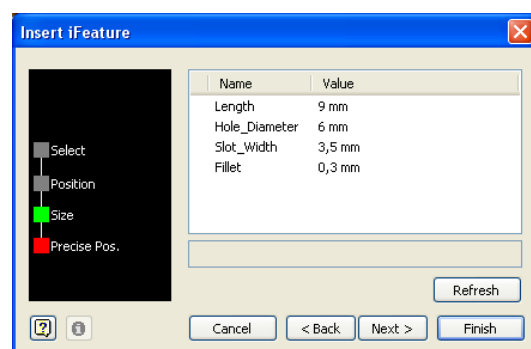 Insert iFeature
Name Value
Length 9 mm
Hole_Diameter 6 mm
Slot_Width 3,5 mm
Fillet 0,3 mm
Select
Position
Size
Precise Pos.
Refresh
Cancel < Back Next > Finish